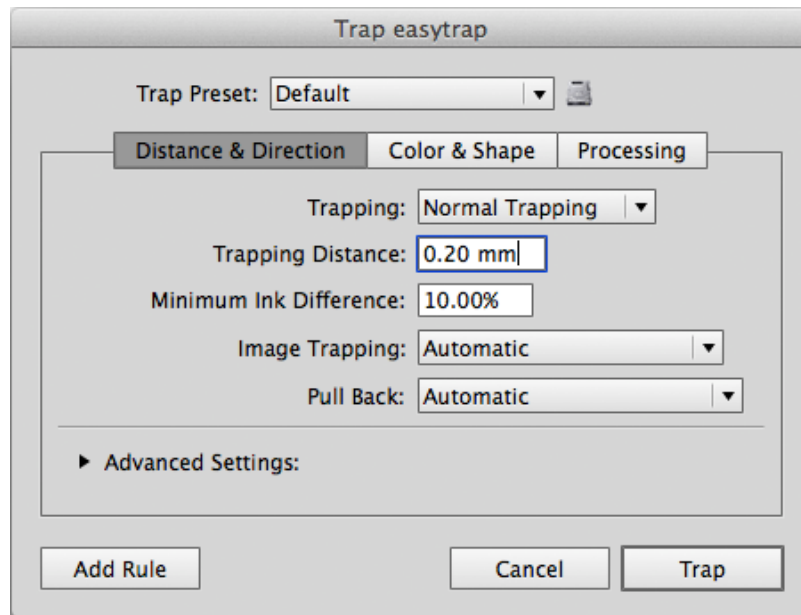 Trap easytrap
Trap Preset: Default
Distance & Direction Color & Shape Processing
Trapping: Normal Trapping
Trapping Distance: 0.20 mm
Minimum Ink Difference: 10.00%
Image Trapping: Automatic
Pull Back: Automatic
Advanced Settings:
Add Rule Cancel Trap